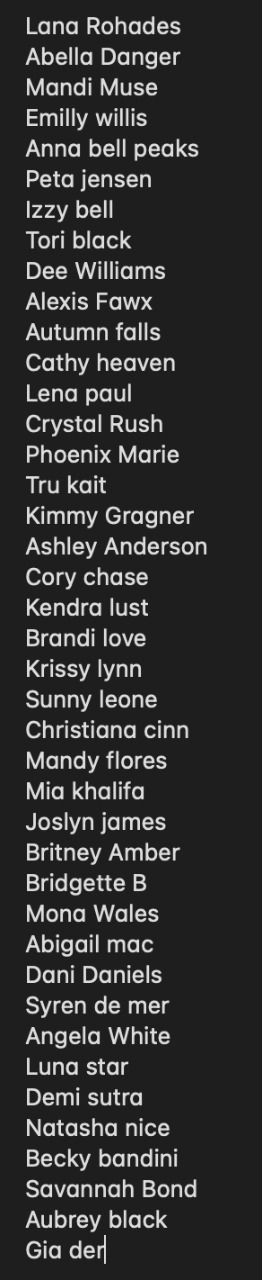 Lana Rohades
Abella Danger
Mandi Muse
Emilly willis
Anna bell peaks
Peta jensen
Izzy bell
Tori black
Dee Williams
Alexis Fawx
Autumn falls
Cathy heaven
Lena paul
Crystal Rush
Phoenix Marie
Tru kait
Kimmy Gragner
Ashley Anderson
Cory chase
Kendra lust
Brandi love
Krissy lynn
Sunny leone
Christiana cinn
Mandy flores
Mia khalifa
Joslyn james
Britney Amber
Bridgette B
Mona Wales
Abigail mac
Dani Daniels
Syren de mer
Angela White
Luna star
Demi sutra
Natasha nice
Becky bandini
Savannah Bond
Aubrey black
Gia der